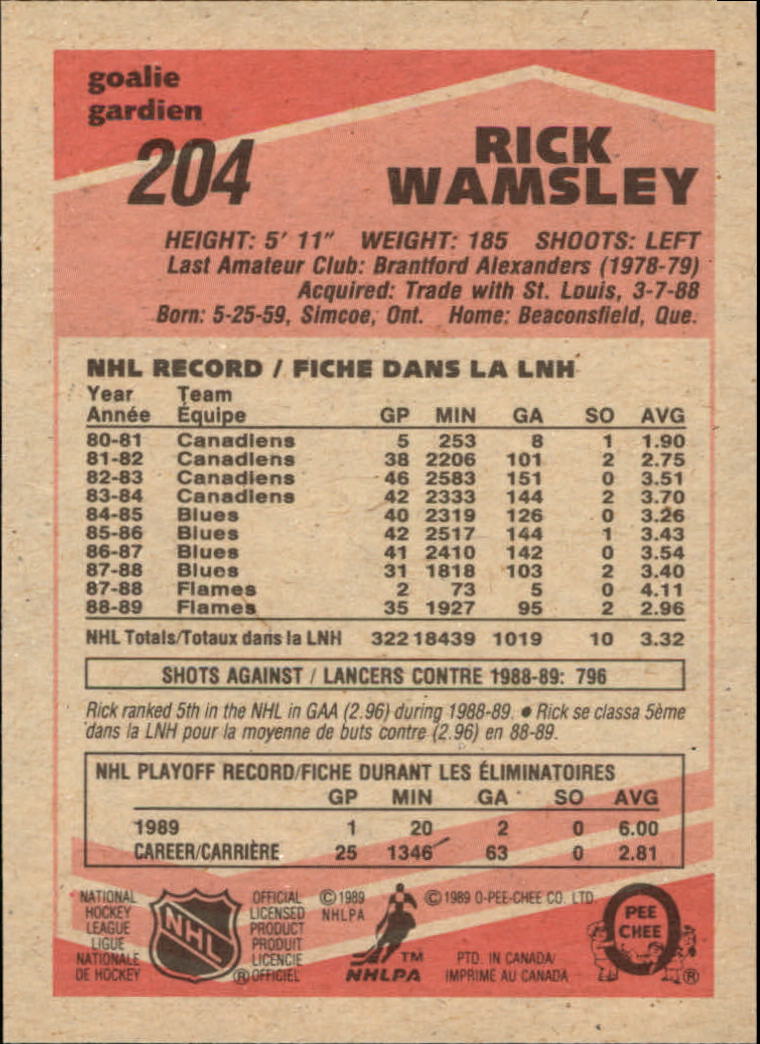 goalie
gardien
204
RICK
WAMSLEY
HEIGHT: 5' 11" WEIGHT: 185 SHOOTS: LEFT
Last Amateur Club: Brantford Alexanders (1978-79)
Acquired: Trade with St. Louis, 3-7-88
Born: 5-25-59, Simcoe, Ont. Home: Beaconsfield, Que.
NHL RECORD / FICHE DANS LA LNH
Year Team
Année Équipe GP MIN GA SO AVG
80-81 Canadiens 5 253 8 1 1.90
81-82 Canadiens 38 2206 101 2 2.75
82-83 Canadiens 46 2583 151 0 3.51
83-84 Canadiens 42 2333 144 2 3.70
84-85 Blues 40 2319 126 0 3.26
85-86 Blues 42 2517 144 1 3.43
86-87 Blues 41 2410 142 0 3.54
87-88 Blues 31 1818 103 2 3.40
87-88 Flames 2 73 5 0 4.11
88-89 Flames 35 1927 95 2 2.96
NHL Totals/Totaux dans la LNH 322 18439 1019 10 3.32
SHOTS AGAINST / LANCERS CONTRE 1988-89: 796
Rick ranked 5th in the NHL in GAA (2.96) during 1988-89. ● Rick se classa 5ème
dans la LNH pour la moyenne de buts contre (2.96) en 88-89.
NHL PLAYOFF RECORD/FICHE DURANT LES ÉLIMINATOIRES
GP MIN GA SO AVG
1989 1 20 2 0 6.00
CAREER/CARRIÈRE 25 1346 63 0 2.81
NATIONAL
HOCKEY
LEAGUE
LIGUE
NATIONALE
DE HOCKEY
NHL
OFFICIAL
LICENSED
PRODUCT
PRODUIT
LICENCIE
® OFFICIEL
© 1989
NHLPA
TM
NHLPA
© 1989 O-PEE-CHEE CO. LTD.
PTD. IN CANADA/
IMPRIMÉ AU CANADA
O
PEE
CHEE
®